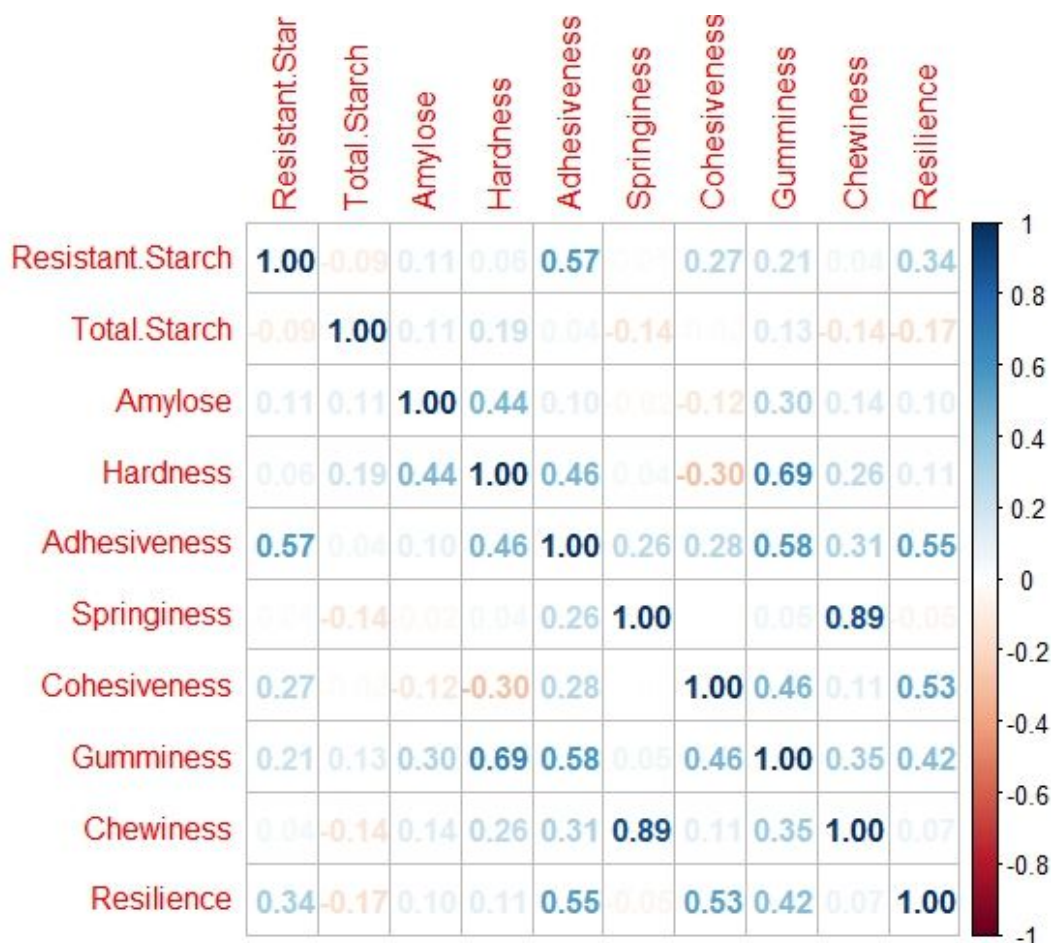 Resistant.Star
Total.Starch
Amylose
Hardness
Adhesiveness
Springiness
Cohesiveness
Gumminess
Chewiness
Resilience
Resistant.Starch 1.00 -0.09 0.11 0.06 0.57 0.27 0.21 0.04 0.34
Total.Starch -0.09 1.00 0.11 0.19 0.04 -0.14 0.13 -0.14 -0.17
Amylose 0.11 0.11 1.00 0.44 0.10 -0.02 -0.12 0.30 0.14 0.10
Hardness 0.06 0.19 0.44 1.00 0.46 0.04 -0.30 0.69 0.26 0.11
Adhesiveness 0.57 0.04 0.10 0.46 1.00 0.26 0.28 0.58 0.31 0.55
Springiness -0.14 -0.02 0.04 0.26 1.00 0.05 0.89 -0.05
Cohesiveness 0.27 -0.12 -0.30 0.28 1.00 0.46 0.11 0.53
Gumminess 0.21 0.13 0.30 0.69 0.58 0.05 0.46 1.00 0.35 0.42
Chewiness 0.04 -0.14 0.14 0.26 0.31 0.89 0.11 0.35 1.00 0.07
Resilience 0.34 -0.17 0.10 0.11 0.55 -0.05 0.53 0.42 0.07 1.00
1
0.8
0.6
0.4
0.2
0
-0.2
-0.4
-0.6
-0.8
-1